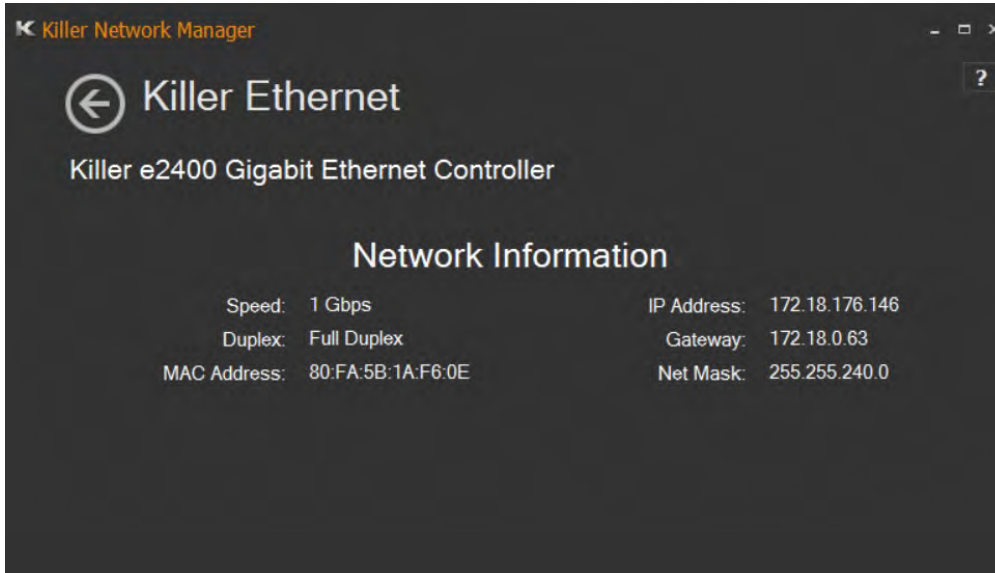 Killer Network Manager
?
Killer Ethernet
Killer e2400 Gigabit Ethernet Controller
Network Information
Speed: 1 Gbps
Duplex: Full Duplex
MAC Address: 80:FA:5B:1A:F6:0E
IP Address: 172.18.176.146
Gateway: 172.18.0.63
Net Mask: 255.255.240.0